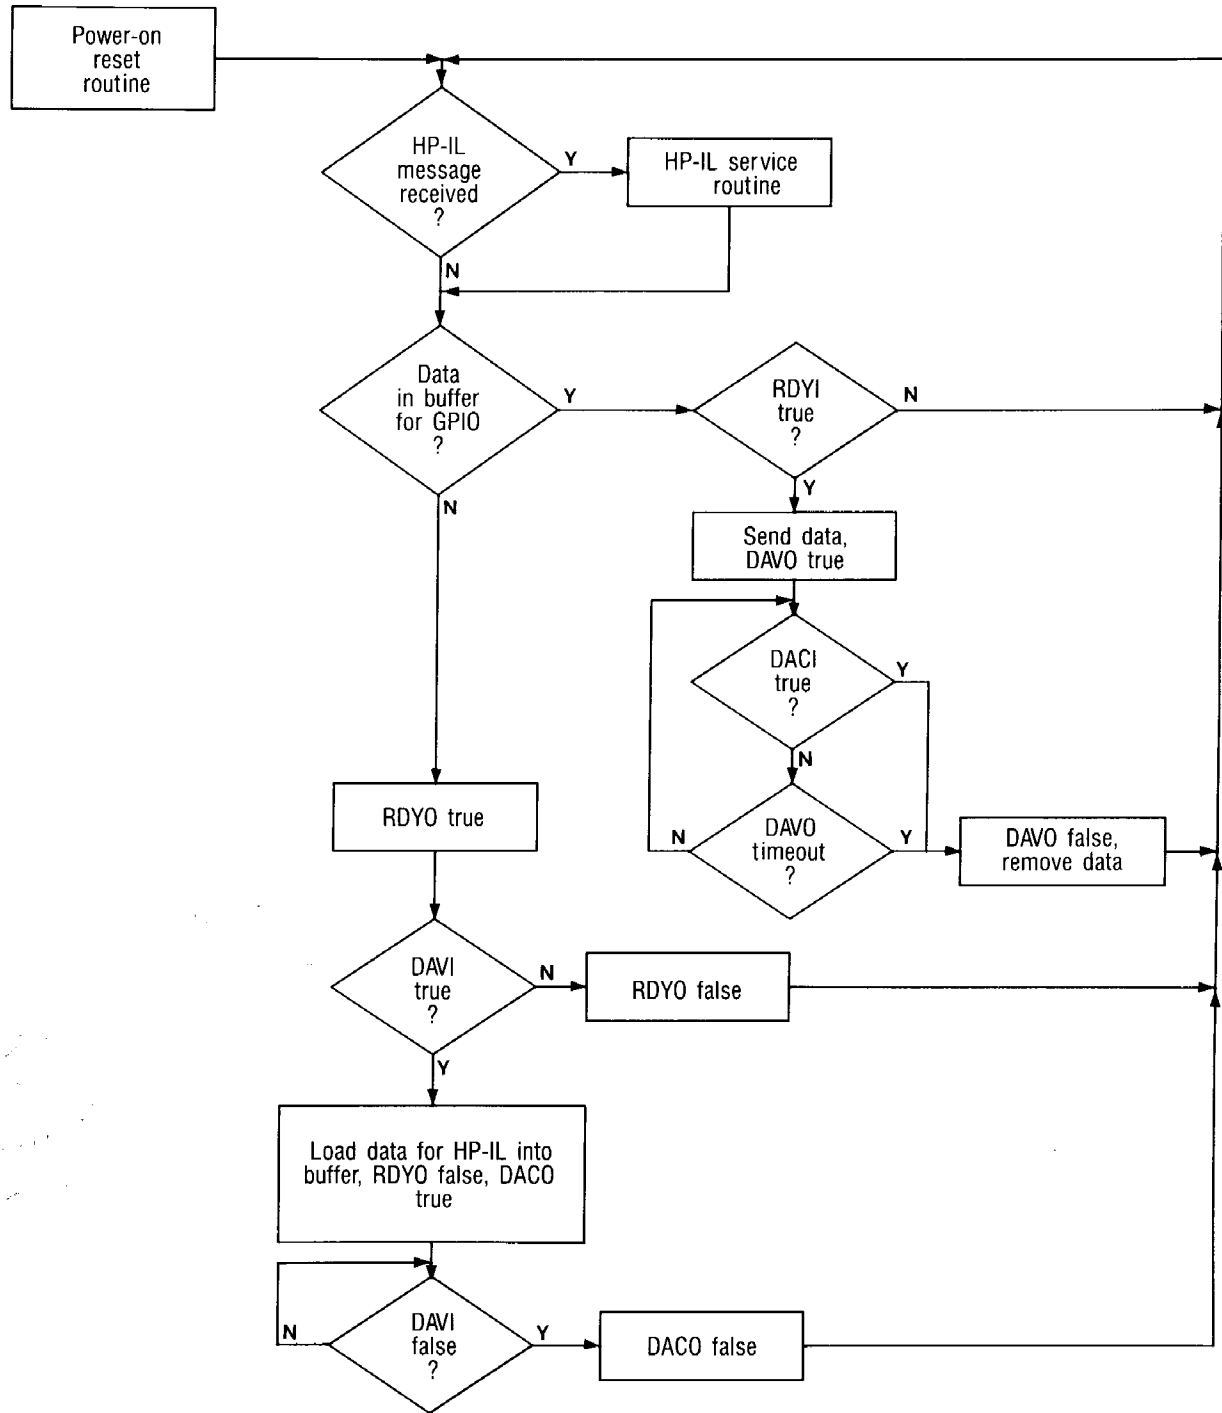 Power-on
reset
routine
HP-IL
message
received
?
Y
HP-IL service
routine
N
Data
in buffer
for GPIO
?
Y
RDYI
true
?
N
N
Y
Send data,
DAVO true
DACI
true
?
Y
N
RDYO true
N
DAVO
timeout
?
Y
DAVO false,
remove data
DAVI
true
?
N
RDYO false
Y
Load data for HP-IL into
buffer, RDYO false, DACO
true
N
DAVI
false
?
Y
DACO false